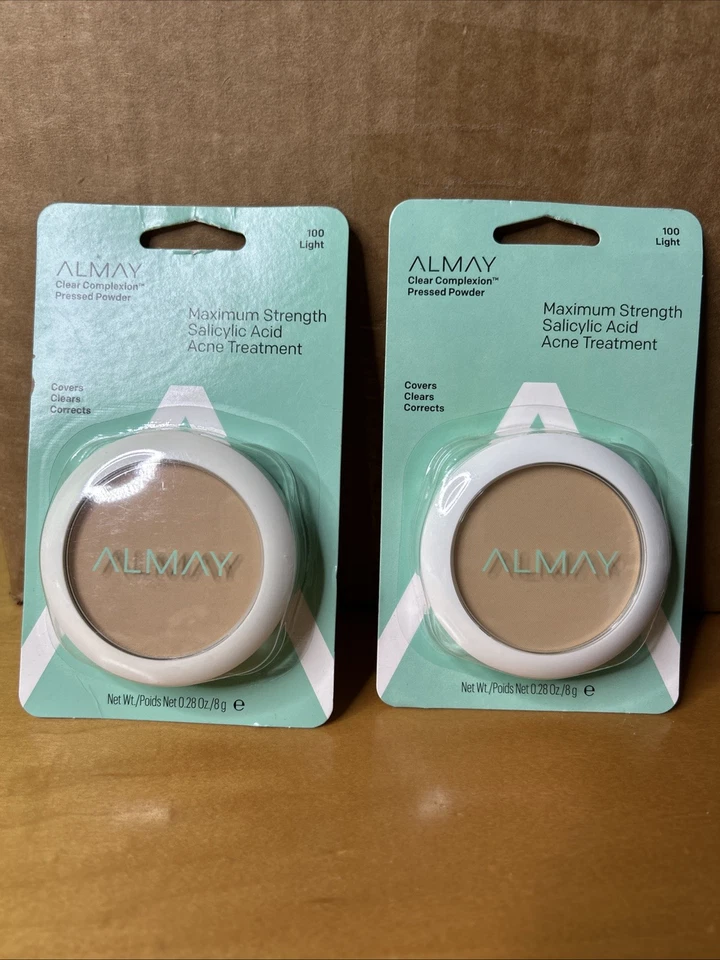 100
Light
ALMAY
Clear Complexion™
Pressed Powder
Maximum Strength
Salicylic Acid
Acne Treatment
Covers
Clears
Corrects
ALMAY
Net Wt./Poids Net 0.28 Oz./8 g e
100
Light
ALMAY
Clear Complexion™
Pressed Powder
Maximum Strength
Salicylic Acid
Acne Treatment
Covers
Clears
Corrects
ALMAY
Net Wt./Poids Net 0.28 Oz./8 g e